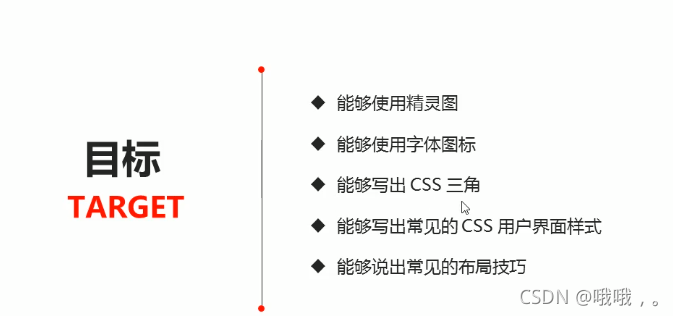 目标
TARGET
能够使用精灵图
能够使用字体图标
能够写出 CSS 三角
能够写出常见的 CSS 用户界面样式
能够说出常见的布局技巧
CSDN @哦哦，。